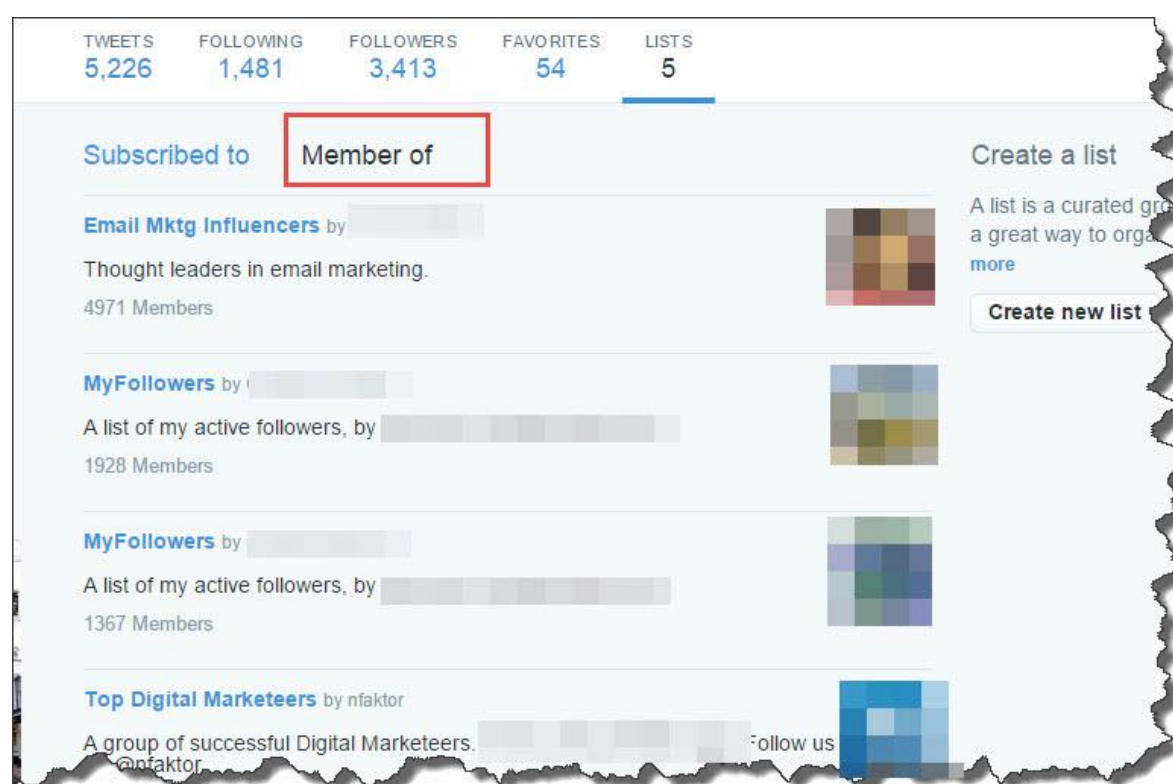 TWEETS FOLLOWING FOLLOWERS FAVORITES LISTS
5,226 1,481 3,413 54 5
Subscribed to Member of
Email Mktg Influencers by
Thought leaders in email marketing.
4971 Members
MyFollowers by
A list of my active followers, by
1928 Members
MyFollowers by
A list of my active followers, by
1367 Members
Top Digital Marketeers by nfaktor
A group of successful Digital Marketeers. Follow us
@nfaktor
Create a list
A list is a curated
a great way to
more
Create new list